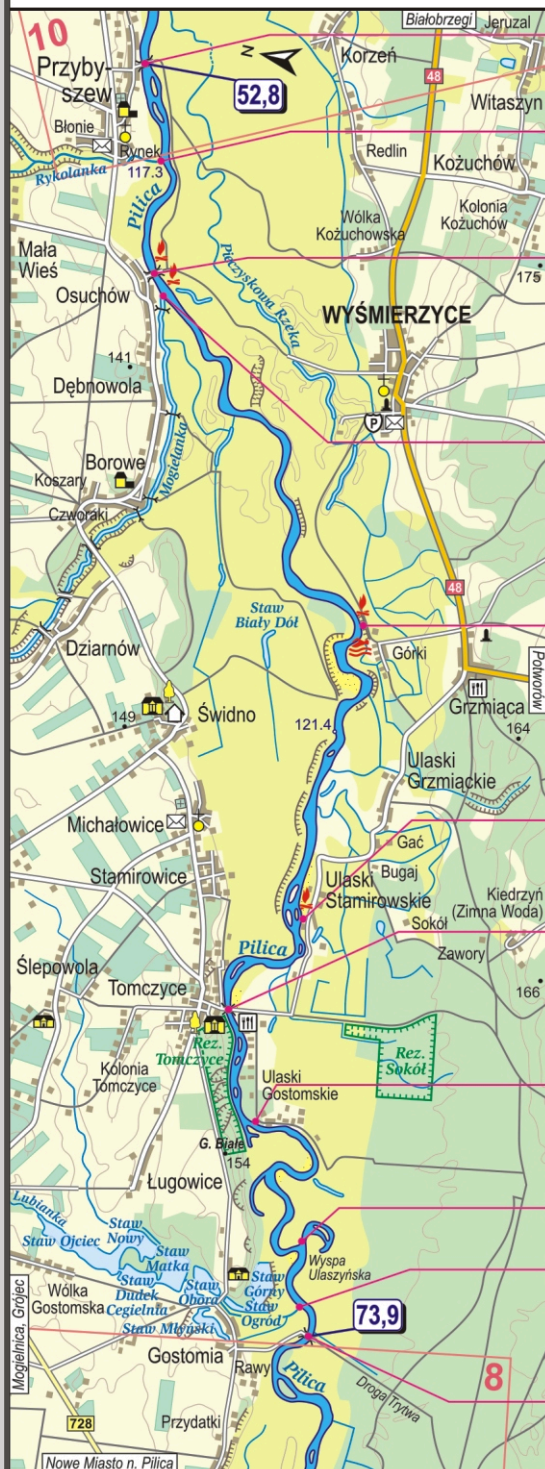 Białobrzegi
Jeruzal
10
Korzeń
N
Przyby-
szew
48
52,8
Witaszyn
Błonie
Rynek
Redlin
Kożuchów
Rykolanka
117.3
Pilica
Kolonia
Kożuchów
Wólka
Kożuchowska
Mała
Wieś
Pierzyskowa Rzeka
175
Osuchów
WYŚMIERZYCE
141
Dębnowola
P
Mogielanka
Borowe
Koszary
Czworaki
48
Staw
Biały Dół
Dziarnów
Górki
Potworów
Grzmiąca
149
Świdno
121.4
164
Ulaski
Grzmiąckie
Michałowice
Gać
Bugaj
Stamirowice
Ulaski
Stamirowskie
Kiedrzyń
(Zimna Woda)
Sokół
Pilica
Zawory
Ślepowola
Tomczyce
166
Rez.
Tomczyce
Rez.
Sokół
Kolonia
Tomczyce
Ulaski
Gostomskie
G. Białe
154
Ługowice
Lubianka
Staw Ojciec
Staw
Nowy
Staw
Matka
Wyspa
Ulaszyńska
Staw
Dudek
Cegielnia
Staw
Obora
Staw
Górny
Staw
Ogród
Wólka
Gostomska
Staw Młyński
73,9
Mogielnica, Grójec
Gostomia
Rawy
Pilica
8
Droga Trytwa
728
Przydatki
Nowe Miasto n. Pilica